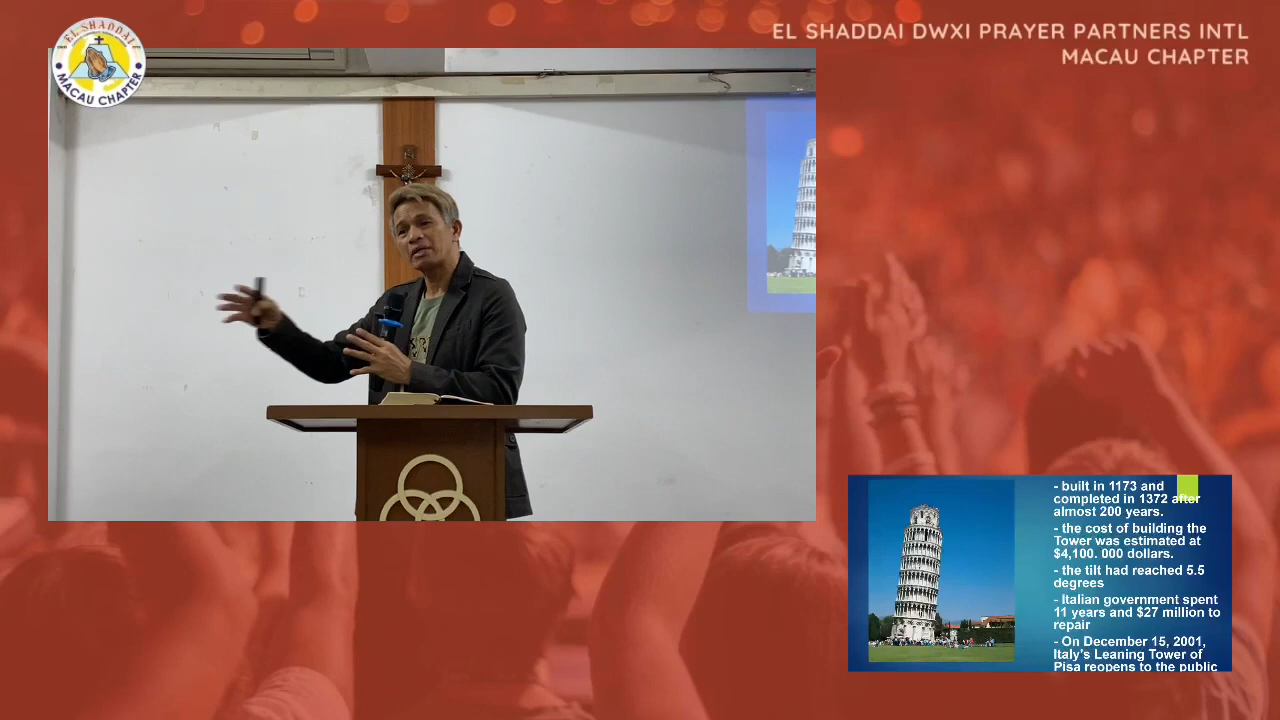 EL SHADDAI DWXI PRAYER PARTNERS INTL
MACAU CHAPTER
EL SHADDAI
DWXI
MACAU CHAPTER
- built in 1173 and
completed in 1372 after
almost 200 years.
- the cost of building the
Tower was estimated at
$4,100. 000 dollars.
- the tilt had reached 5.5
degrees
- Italian government spent
11 years and $27 million to
repair
- On December 15, 2001,
Italy's Leaning Tower of
Pisa reopens to the public